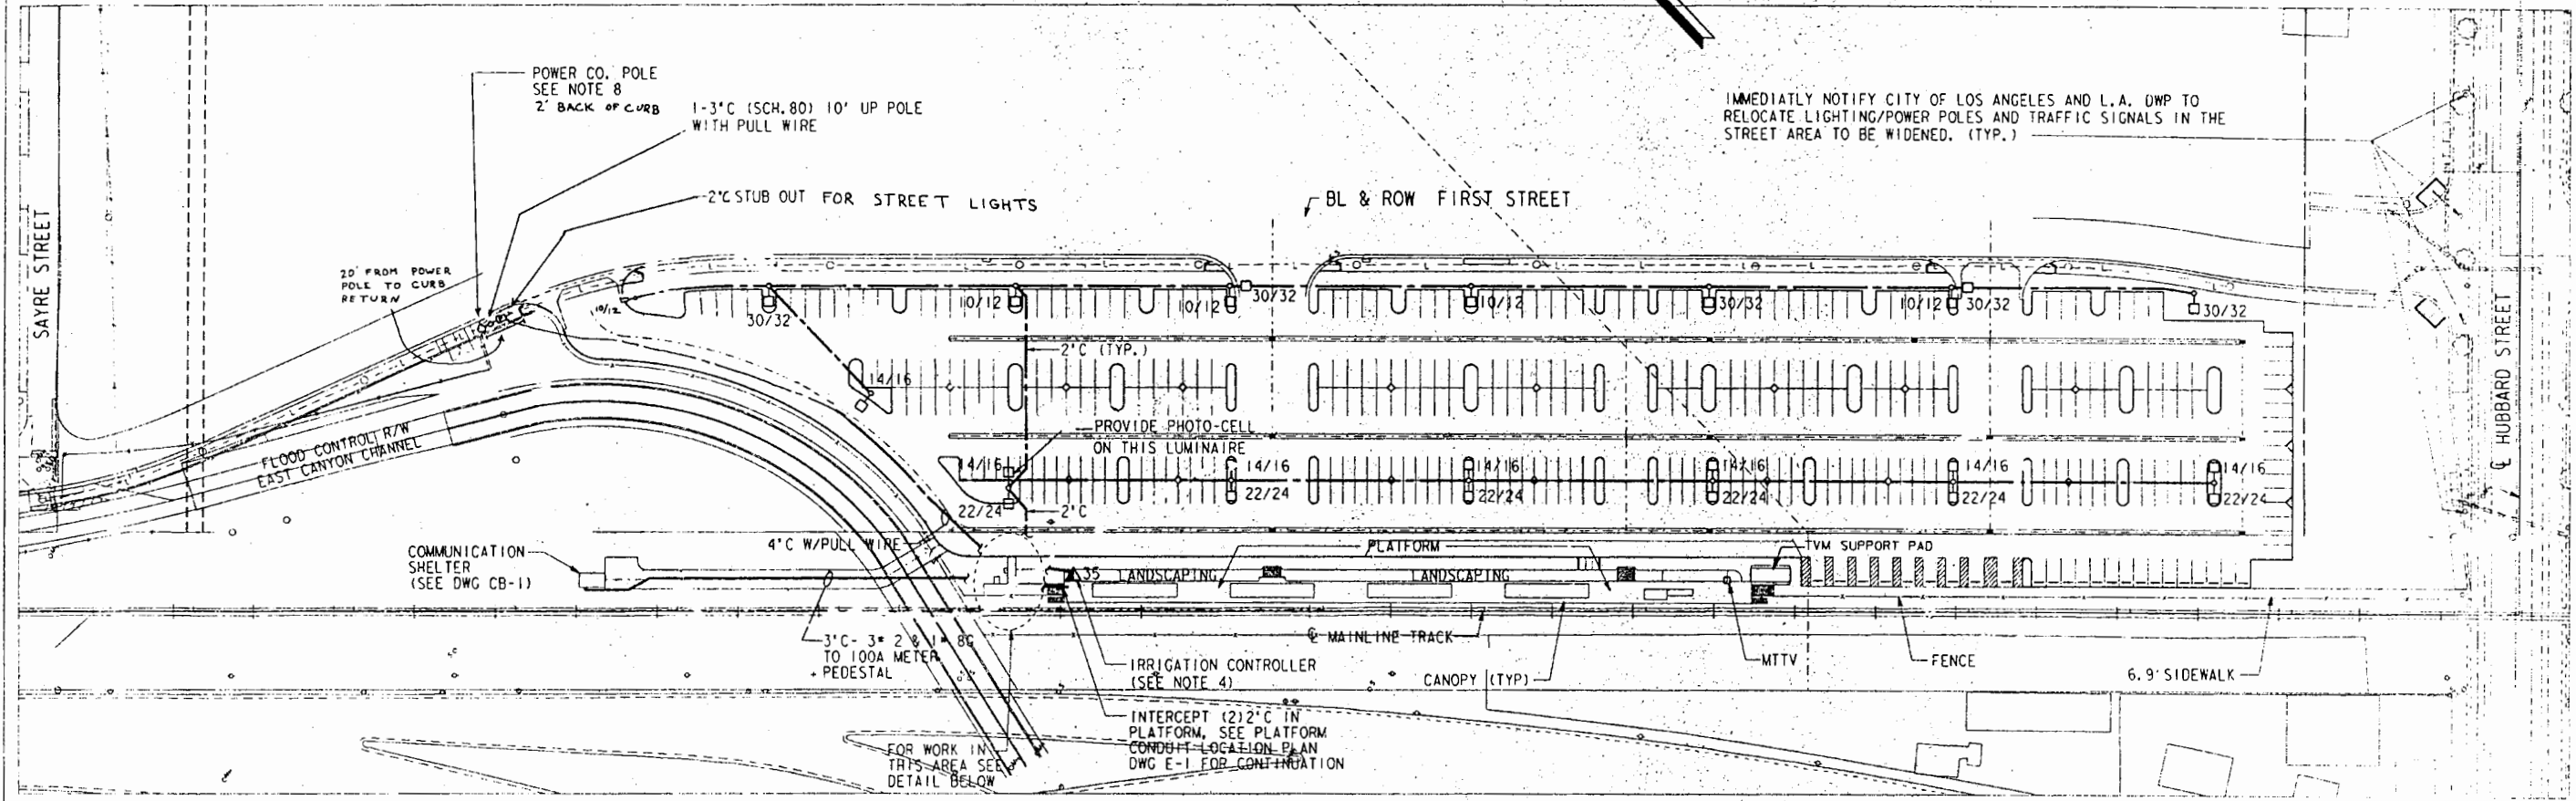 POWER CO. POLE
SEE NOTE 8
2' BACK OF CURB
1-3"C (SCH.80) 10' UP POLE
WITH PULL WIRE
IMMEDIATLY NOTIFY CITY OF LOS ANGELES AND L.A. DWP TO
RELOCATE LIGHTING/POWER POLES AND TRAFFIC SIGNALS IN THE
STREET AREA TO BE WIDENED. (TYP.)
2"C STUB OUT FOR STREET LIGHTS
BL & ROW FIRST STREET
SAYRE STREET
20' FROM POWER
POLE TO CURB
RETURN
10/12
30/32
10/12
10/12
30/32
10/12
30/32
10/12
30/32
30/32
HUBBARD STREET
2"C (TYP.)
14/16
PROVIDE PHOTO-CELL
ON THIS LUMINAIRE
FLOOD CONTROL R/W
EAST CANYON CHANNEL
14/16
14/16
14/16
14/16
14/16
14/16
22/24
22/24
22/24
22/24
22/24
22/24
2"C
4"C W/PULL WIRE
COMMUNICATION
SHELTER
(SEE DWG CB-1)
PLATFORM
TVM SUPPORT PAD
35
LANDSCAPING
LANDSCAPING
3"C- 3# 2 & 1# 8G
TO 100A METER
PEDESTAL
℄ MAINLINE TRACK
IRRIGATION CONTROLLER
(SEE NOTE 4)
CANOPY (TYP)
MTTV
FENCE
6.9' SIDEWALK
INTERCEPT (2)2"C IN
PLATFORM, SEE PLATFORM
CONDUIT LOCATION PLAN
DWG E-1 FOR CONTINUATION
FOR WORK IN
THIS AREA SEE
DETAIL BELOW